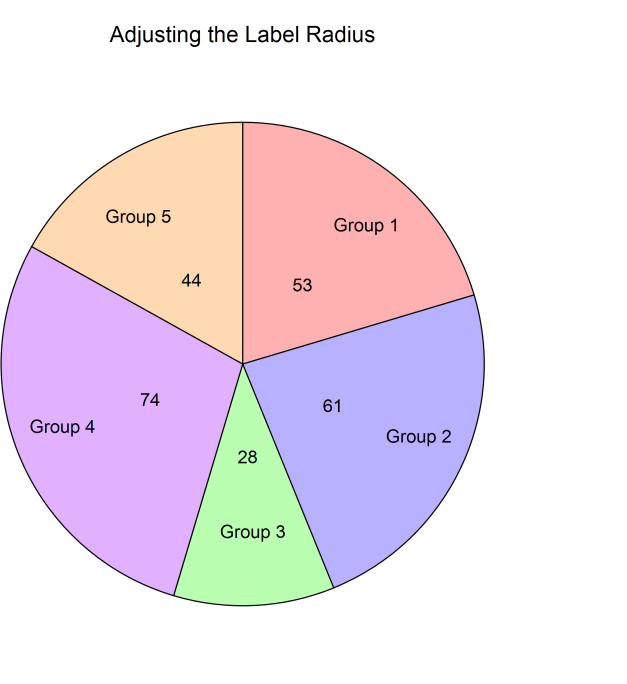 Adjusting the Label Radius
Group 5
Group 1
44
53
74
61
Group 4
Group 2
28
Group 3